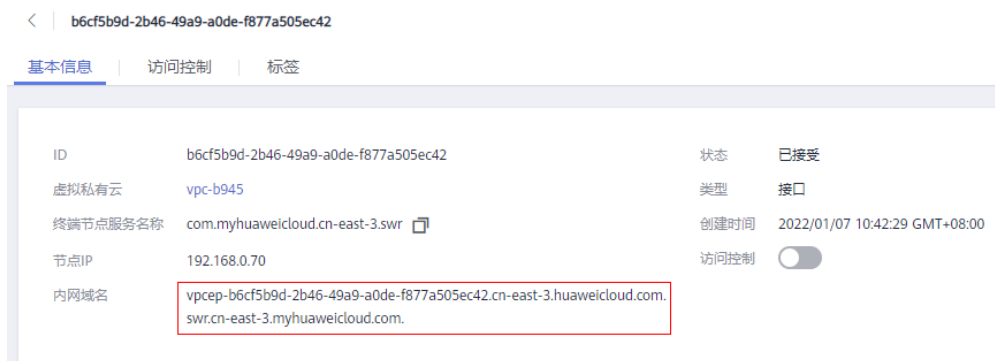 b6cf5b9d-2b46-49a9-a0de-f877a505ec42
基本信息 访问控制 标签
ID b6cf5b9d-2b46-49a9-a0de-f877a505ec42 状态 已接受
虚拟私有云 vpc-b945 类型 接口
终端节点服务名称 com.myhuaweicloud.cn-east-3.swr 创建时间 2022/01/07 10:42:29 GMT+08:00
节点IP 192.168.0.70 访问控制
内网域名 vpcep-b6cf5b9d-2b46-49a9-a0de-f877a505ec42.cn-east-3.huaweicloud.com.
swr.cn-east-3.myhuaweicloud.com.